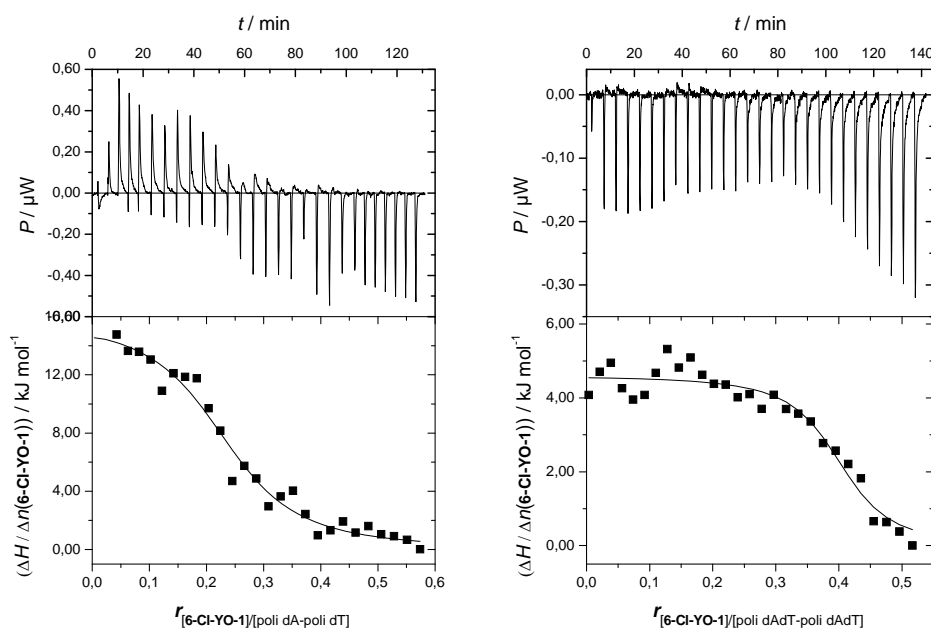 t / min
0 20 40 60 80 100 120
0,60
0,40
0,20
0,00
-0,20
-0,40
P / µW
12,00
8,00
4,00
0,00
(ΔH / Δn(6-Cl-YO-1)) / kJ mol⁻¹
0,0 0,1 0,2 0,3 0,4 0,5 0,6
r[6-Cl-YO-1]/[poli dA-poli dT]
t / min
0 20 40 60 80 100 120 140
0,00
-0,10
-0,20
-0,30
P / µW
6,00
4,00
2,00
0,00
(ΔH / Δn(6-Cl-YO-1)) / kJ mol⁻¹
0,0 0,1 0,2 0,3 0,4 0,5
r[6-Cl-YO-1]/[poli dAdT-poli dAdT]